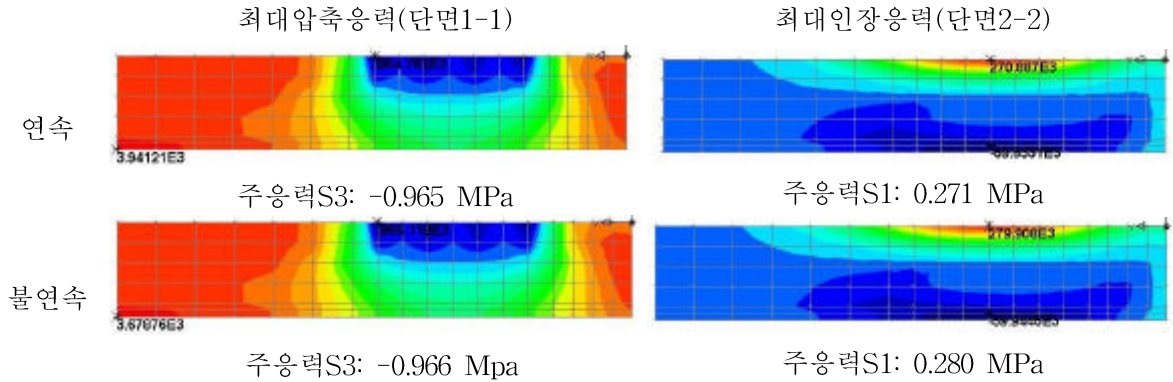 최대압축응력(단면1-1)
최대인장응력(단면2-2)
연속
3.94121E3
270.887E3
주응력S3: -0.965 MPa
주응력S1: 0.271 MPa
불연속
3.67876E3
279.908E3
주응력S3: -0.966 Mpa
주응력S1: 0.280 MPa